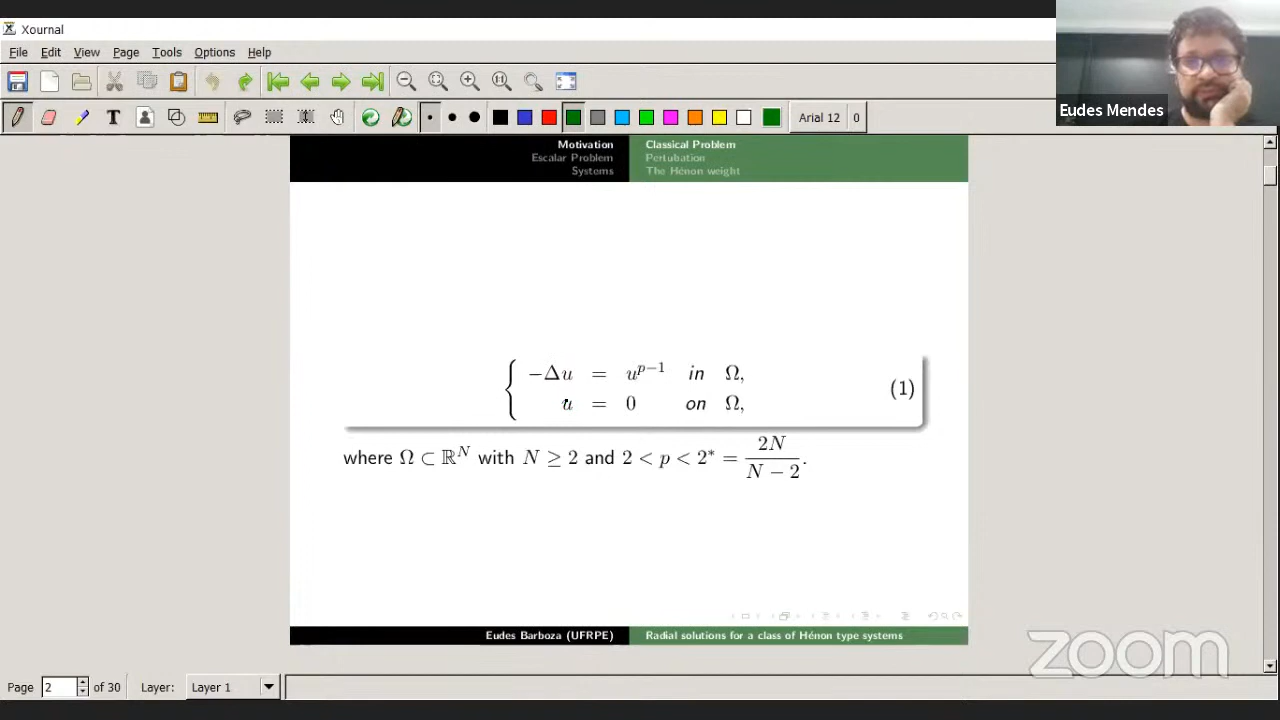 Xournal
File Edit View Page Tools Options Help
Eudes Mendes
Arial 12 0
Motivation Classical Problem
Escalar Problem Pertubation
Systems The Hénon weight
−Δu = u^{p−1} in Ω,
u = 0 on Ω,
(1)
where Ω ⊂ ℝ^N with N ≥ 2 and 2 < p < 2* = 2N/(N − 2).
Eudes Barboza (UFRPE) Radial solutions for a class of Hénon type systems
zoom
Page 2 of 30 Layer: Layer 1